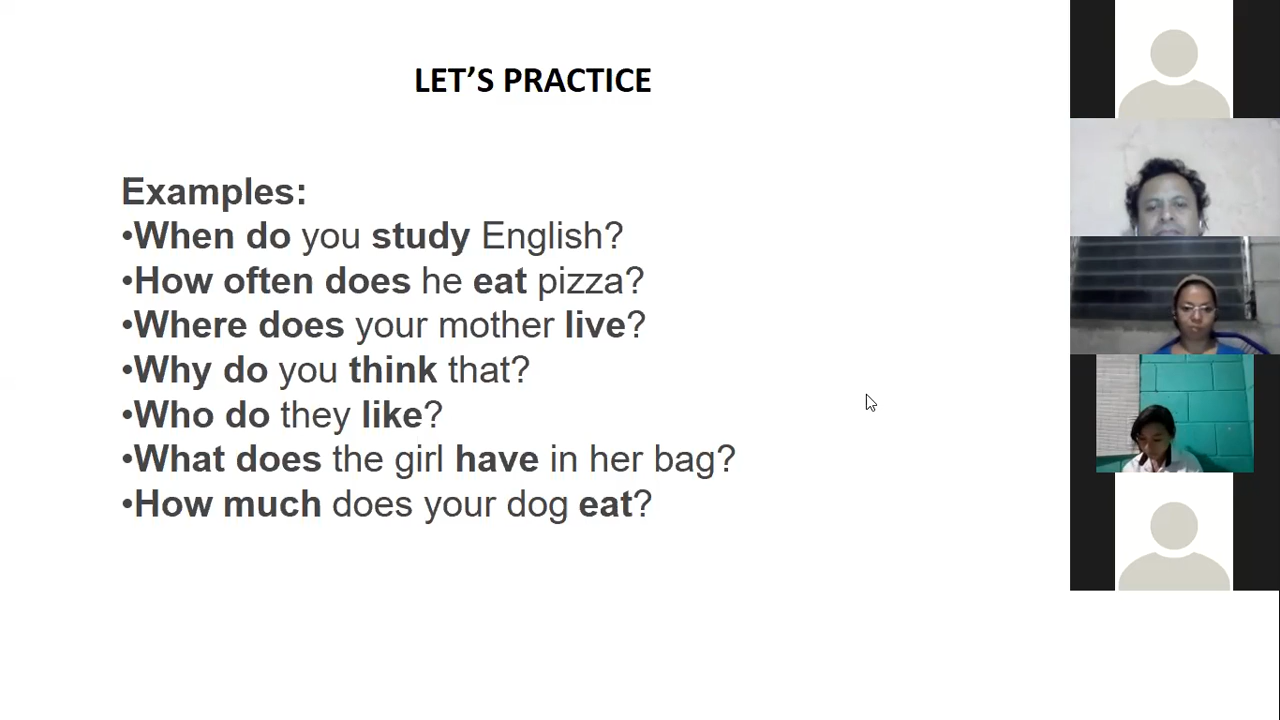 LET’S PRACTICE
Examples:
•When do you study English?
•How often does he eat pizza?
•Where does your mother live?
•Why do you think that?
•Who do they like?
•What does the girl have in her bag?
•How much does your dog eat?